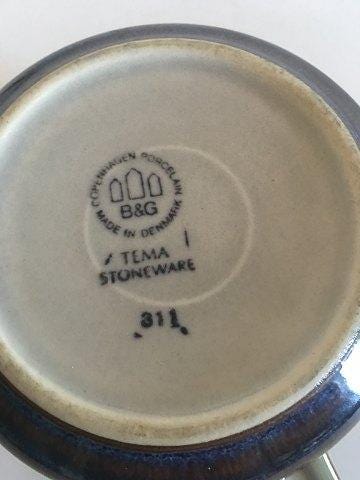 COPENHAGEN PORCELAIN
B&G
MADE IN DENMARK
TEMA
STONEWARE
311